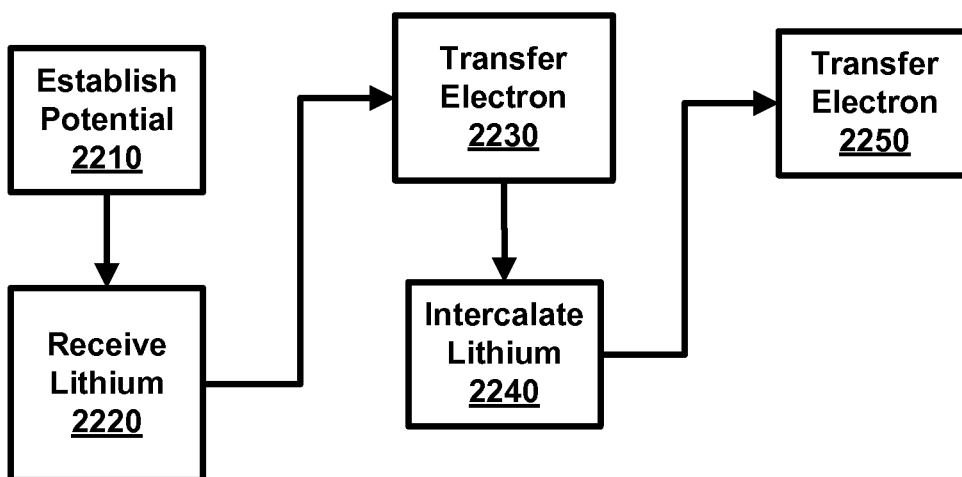 Establish
Potential
2210
Receive
Lithium
2220
Transfer
Electron
2230
Intercalate
Lithium
2240
Transfer
Electron
2250